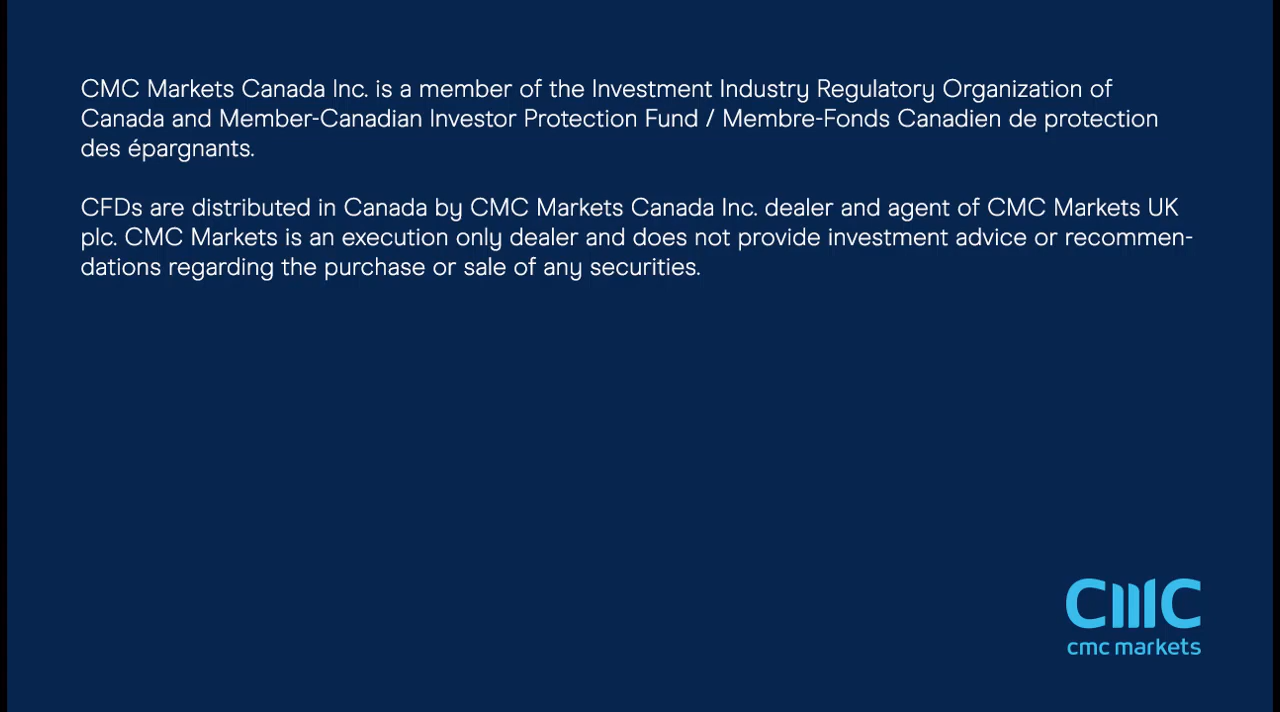 CMC Markets Canada Inc. is a member of the Investment Industry Regulatory Organization of
Canada and Member-Canadian Investor Protection Fund / Membre-Fonds Canadien de protection
des épargnants.
CFDs are distributed in Canada by CMC Markets Canada Inc. dealer and agent of CMC Markets UK
plc. CMC Markets is an execution only dealer and does not provide investment advice or recommen-
dations regarding the purchase or sale of any securities.
CMC
cmc markets